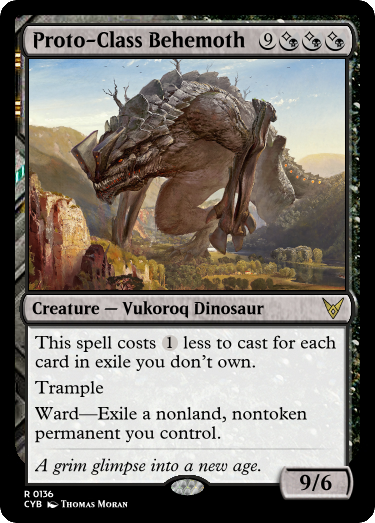 Proto-Class Behemoth 9
Creature — Vukoroq Dinosaur
This spell costs 1 less to cast for each
card in exile you don't own.
Trample
Ward—Exile a nonland, nontoken
permanent you control.
A grim glimpse into a new age.
9/6
R 0136
CYB Thomas Moran